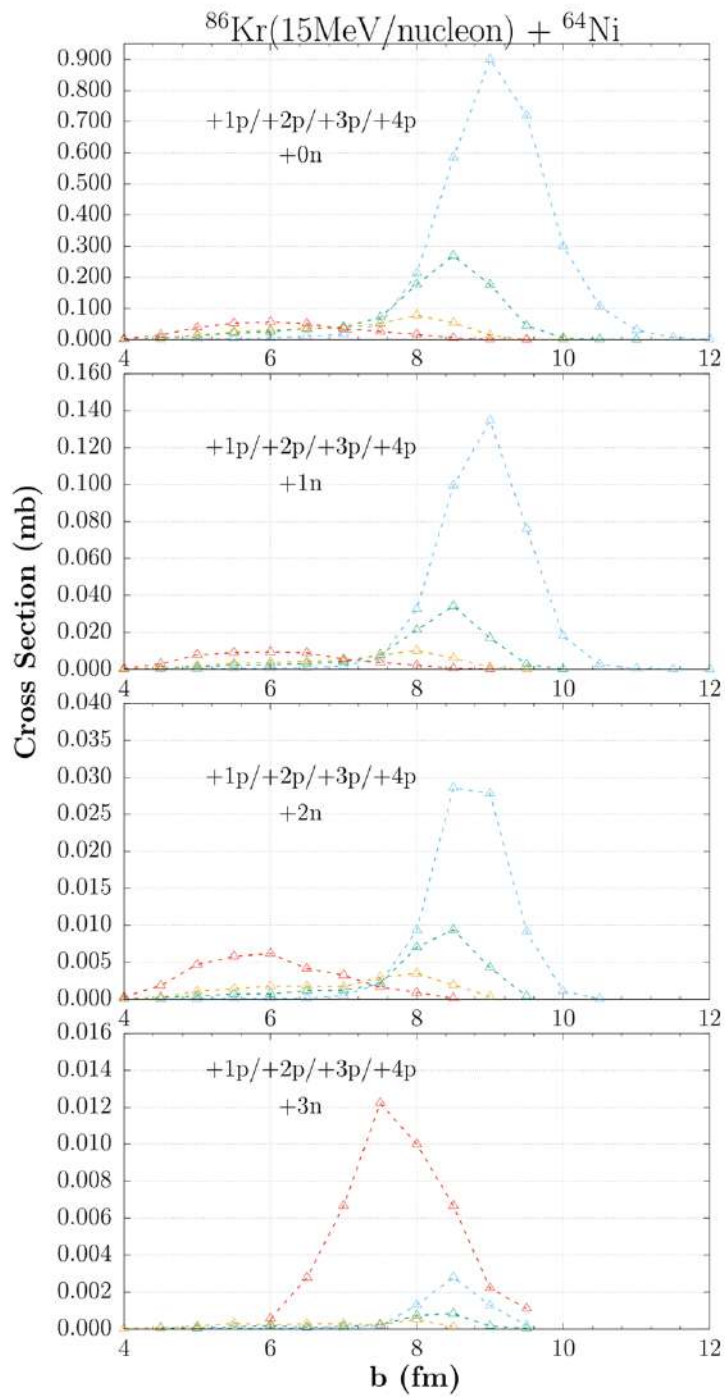 ⁸⁶Kr(15MeV/nucleon) + ⁶⁴Ni
0.900
0.800
0.700
0.600
0.500
0.400
0.300
0.200
0.100
0.000
+1p/+2p/+3p/+4p
+0n
4 6 8 10 12
0.160
0.140
0.120
0.100
0.080
0.060
0.040
0.020
0.000
+1p/+2p/+3p/+4p
+1n
4 6 8 10 12
Cross Section (mb)
0.040
0.035
0.030
0.025
0.020
0.015
0.010
0.005
0.000
+1p/+2p/+3p/+4p
+2n
4 6 8 10 12
0.016
0.014
0.012
0.010
0.008
0.006
0.004
0.002
0.000
+1p/+2p/+3p/+4p
+3n
4 6 8 10 12
b (fm)